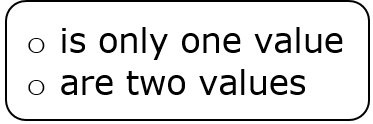 o is only one value
o are two values